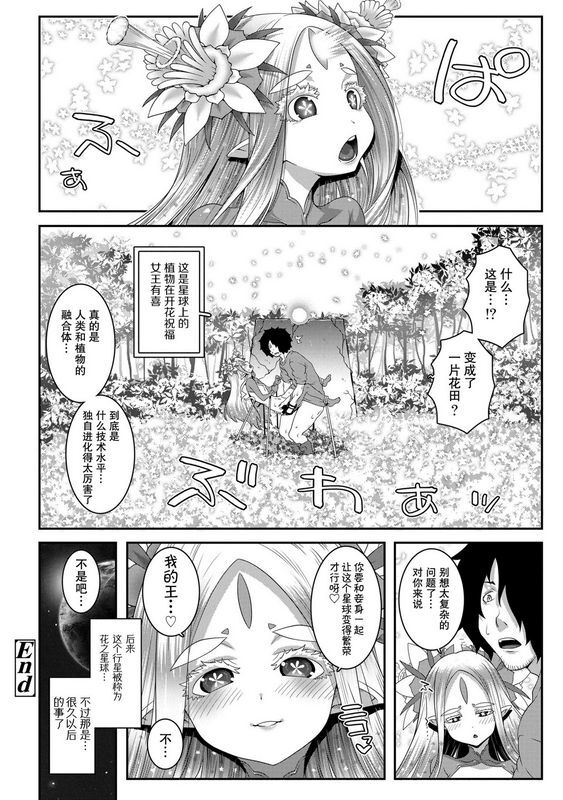 ぱ
ふぁ
什么…
这是…!?
变成了
一片花田?
这是星球上的
植物在开花祝福
女王有喜
真的是
人类和植物的
融合体…
到底是
什么技术水平…
独自进化得太厉害了
ぶわぁッ
别想太复杂的
问题了…
对你来说
你要和妾身一起
让这个星球变得繁荣
才行呀♡
我的王…♡
不…
不是吧…
后来
这个行星被称为
花之星球…
不过那是…
很久以后
的事了
End